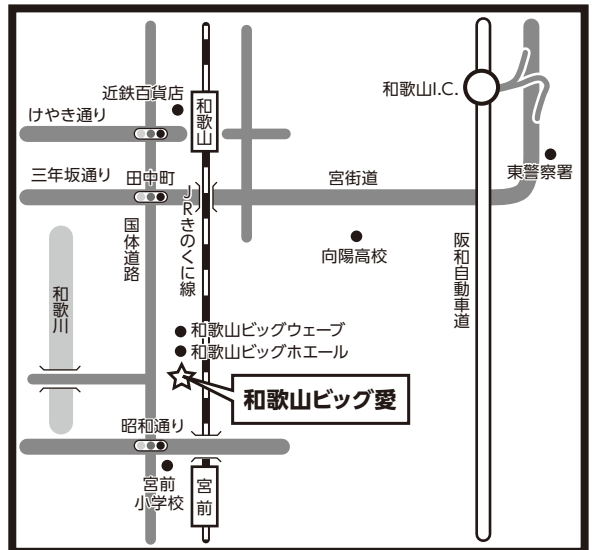 近鉄百貨店
和歌山I.C.
けやき通り
和歌山
東警察署
三年坂通り
田中町
宮街道
JRきのくに線
国体道路
向陽高校
阪和自動車道
和歌川
和歌山ビッグウェーブ
和歌山ビッグホエール
和歌山ビッグ愛
昭和通り
宮前
小学校
宮前